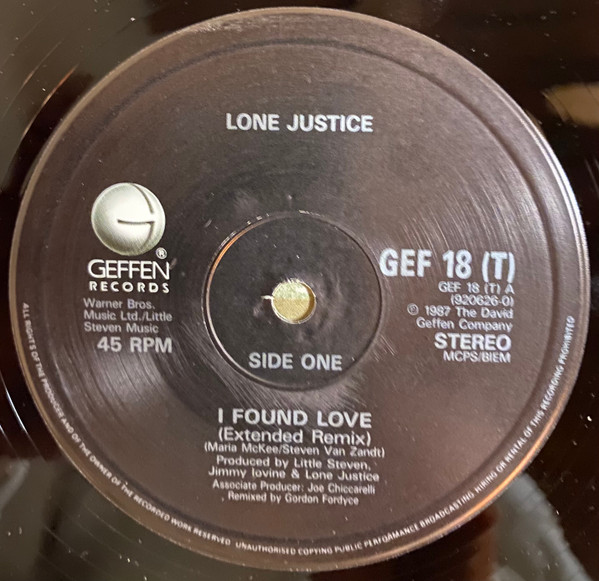 LONE JUSTICE
G
®
GEFFEN
RECORDS
Warner Bros.
Music Ltd./Little
Steven Music
45 RPM
GEF 18 (T)
GEF 18 (T) A
(920626-0)
© 1987 The David
Geffen Company
STEREO
MCPS/BIEM
SIDE ONE
I FOUND LOVE
(Extended Remix)
(Maria McKee/Steven Van Zandt)
Produced by Little Steven,
Jimmy Iovine & Lone Justice
Associate Producer: Joe Chiccarelli
Remixed by Gordon Fordyce
ALL RIGHTS OF THE PRODUCER AND OF THE OWNER OF THE RECORDED WORK RESERVED UNAUTHORISED COPYING PUBLIC PERFORMANCE BROADCASTING HIRING OR RENTAL OF THIS RECORDING PROHIBITED